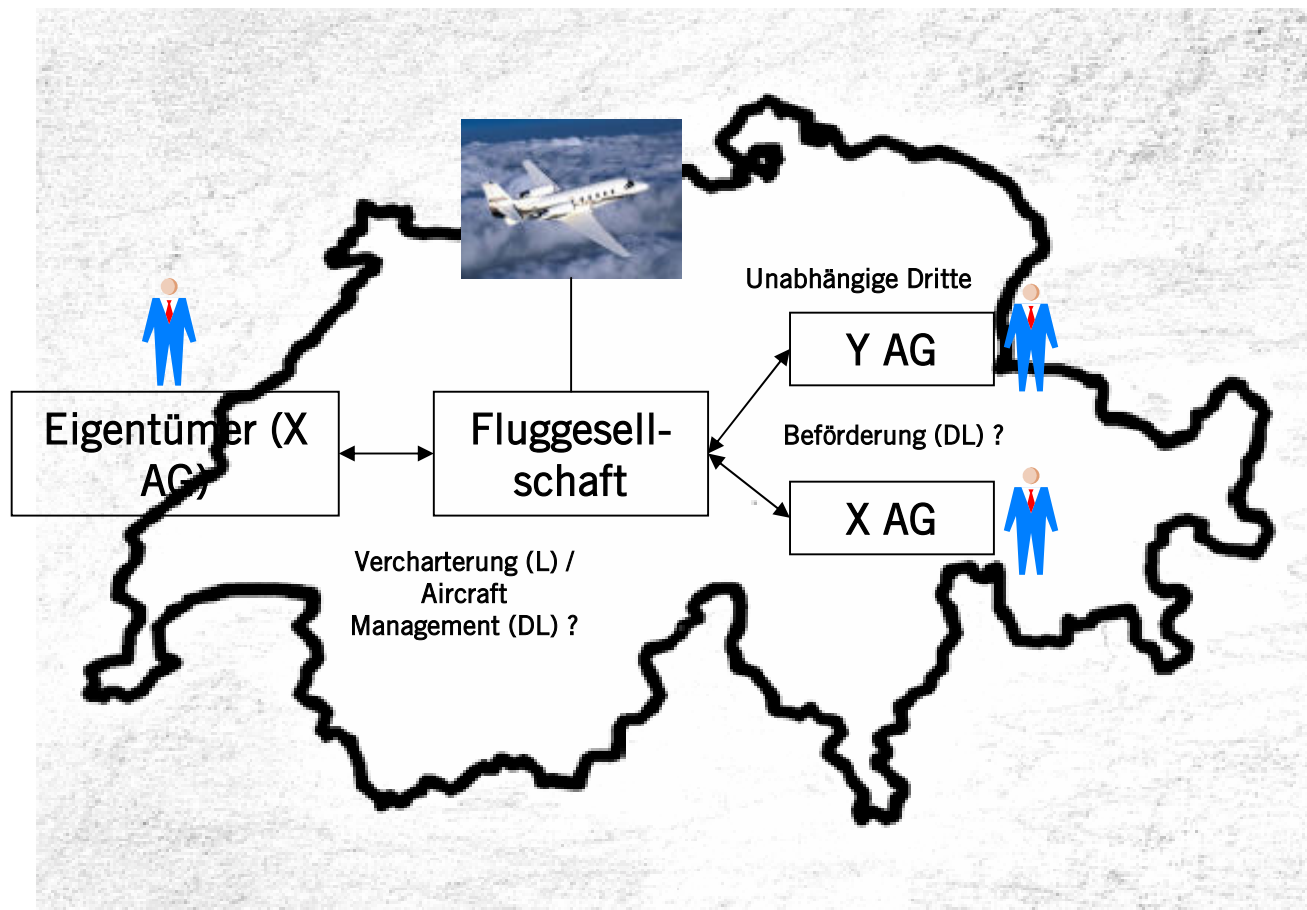 Unabhängige Dritte
Y AG
Eigentümer (X
AG)
Fluggesell-
schaft
Beförderung (DL) ?
X AG
Vercharterung (L) /
Aircraft
Management (DL) ?